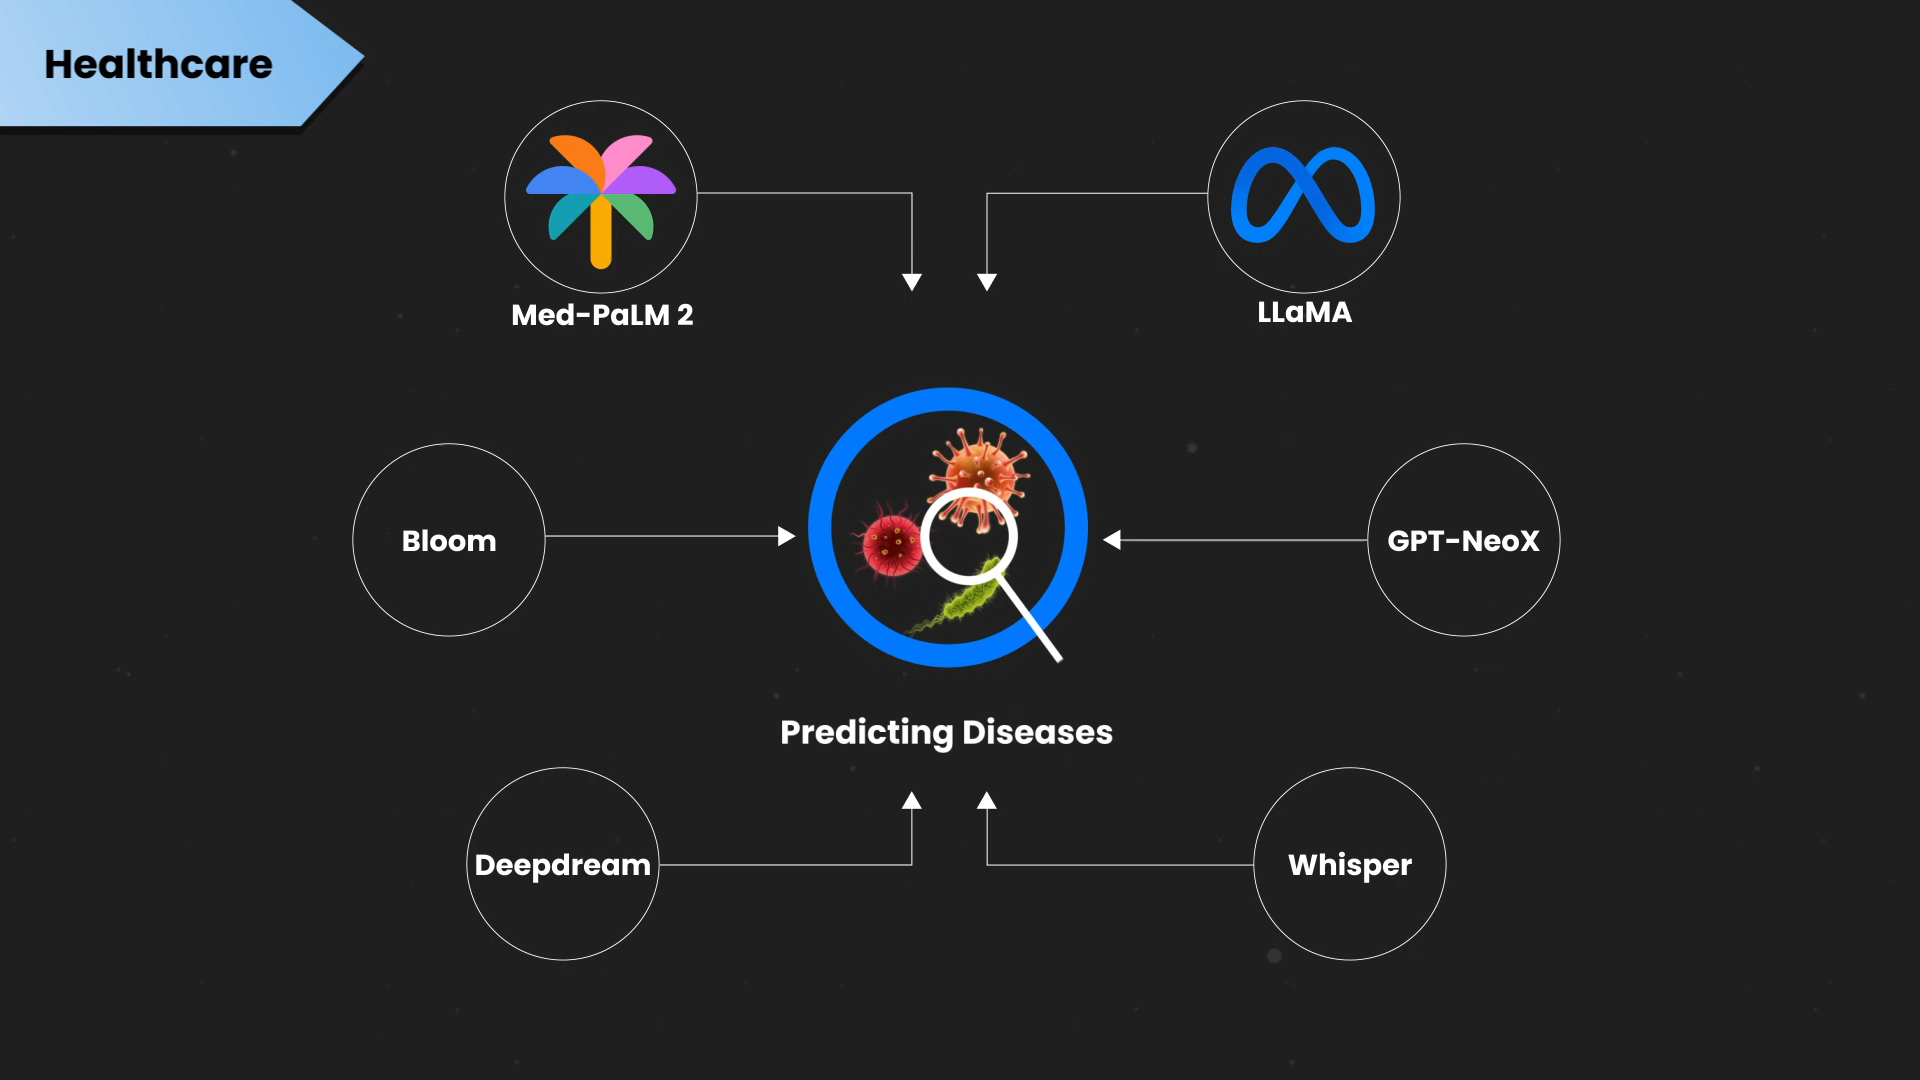 Healthcare
Med-PaLM 2
LLaMA
Bloom
GPT-NeoX
Predicting Diseases
Deepdream
Whisper